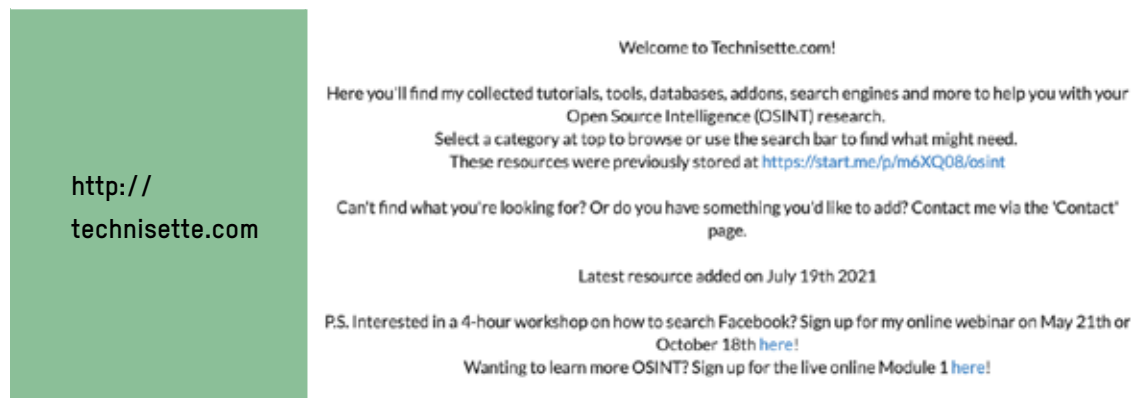 http://
technisette.com
Welcome to Technisette.com!
Here you'll find my collected tutorials, tools, databases, addons, search engines and more to help you with your
Open Source Intelligence (OSINT) research.
Select a category at top to browse or use the search bar to find what might need.
These resources were previously stored at https://start.me/p/m6XQ08/osint
Can't find what you're looking for? Or do you have something you'd like to add? Contact me via the 'Contact'
page.
Latest resource added on July 19th 2021
P.S. Interested in a 4-hour workshop on how to search Facebook? Sign up for my online webinar on May 21th or
October 18th here!
Wanting to learn more OSINT? Sign up for the live online Module 1 here!